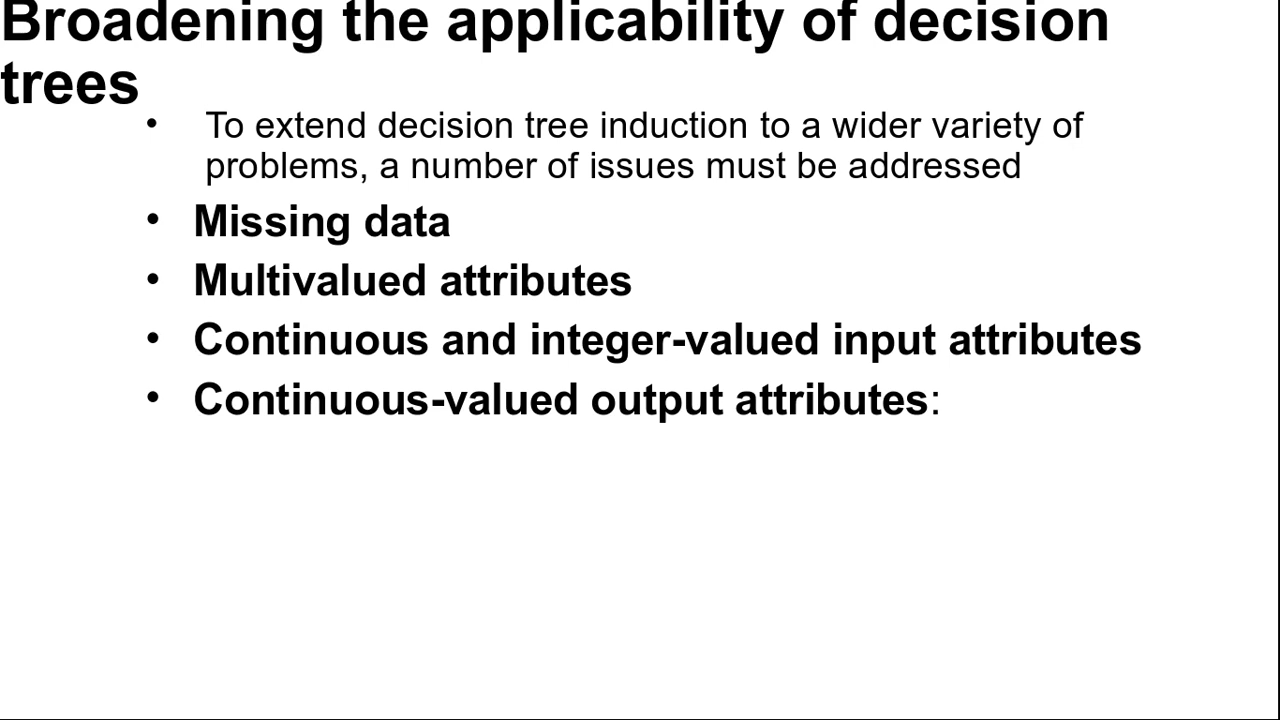 Broadening the applicability of decision
trees
• To extend decision tree induction to a wider variety of
problems, a number of issues must be addressed
• Missing data
• Multivalued attributes
• Continuous and integer-valued input attributes
• Continuous-valued output attributes: